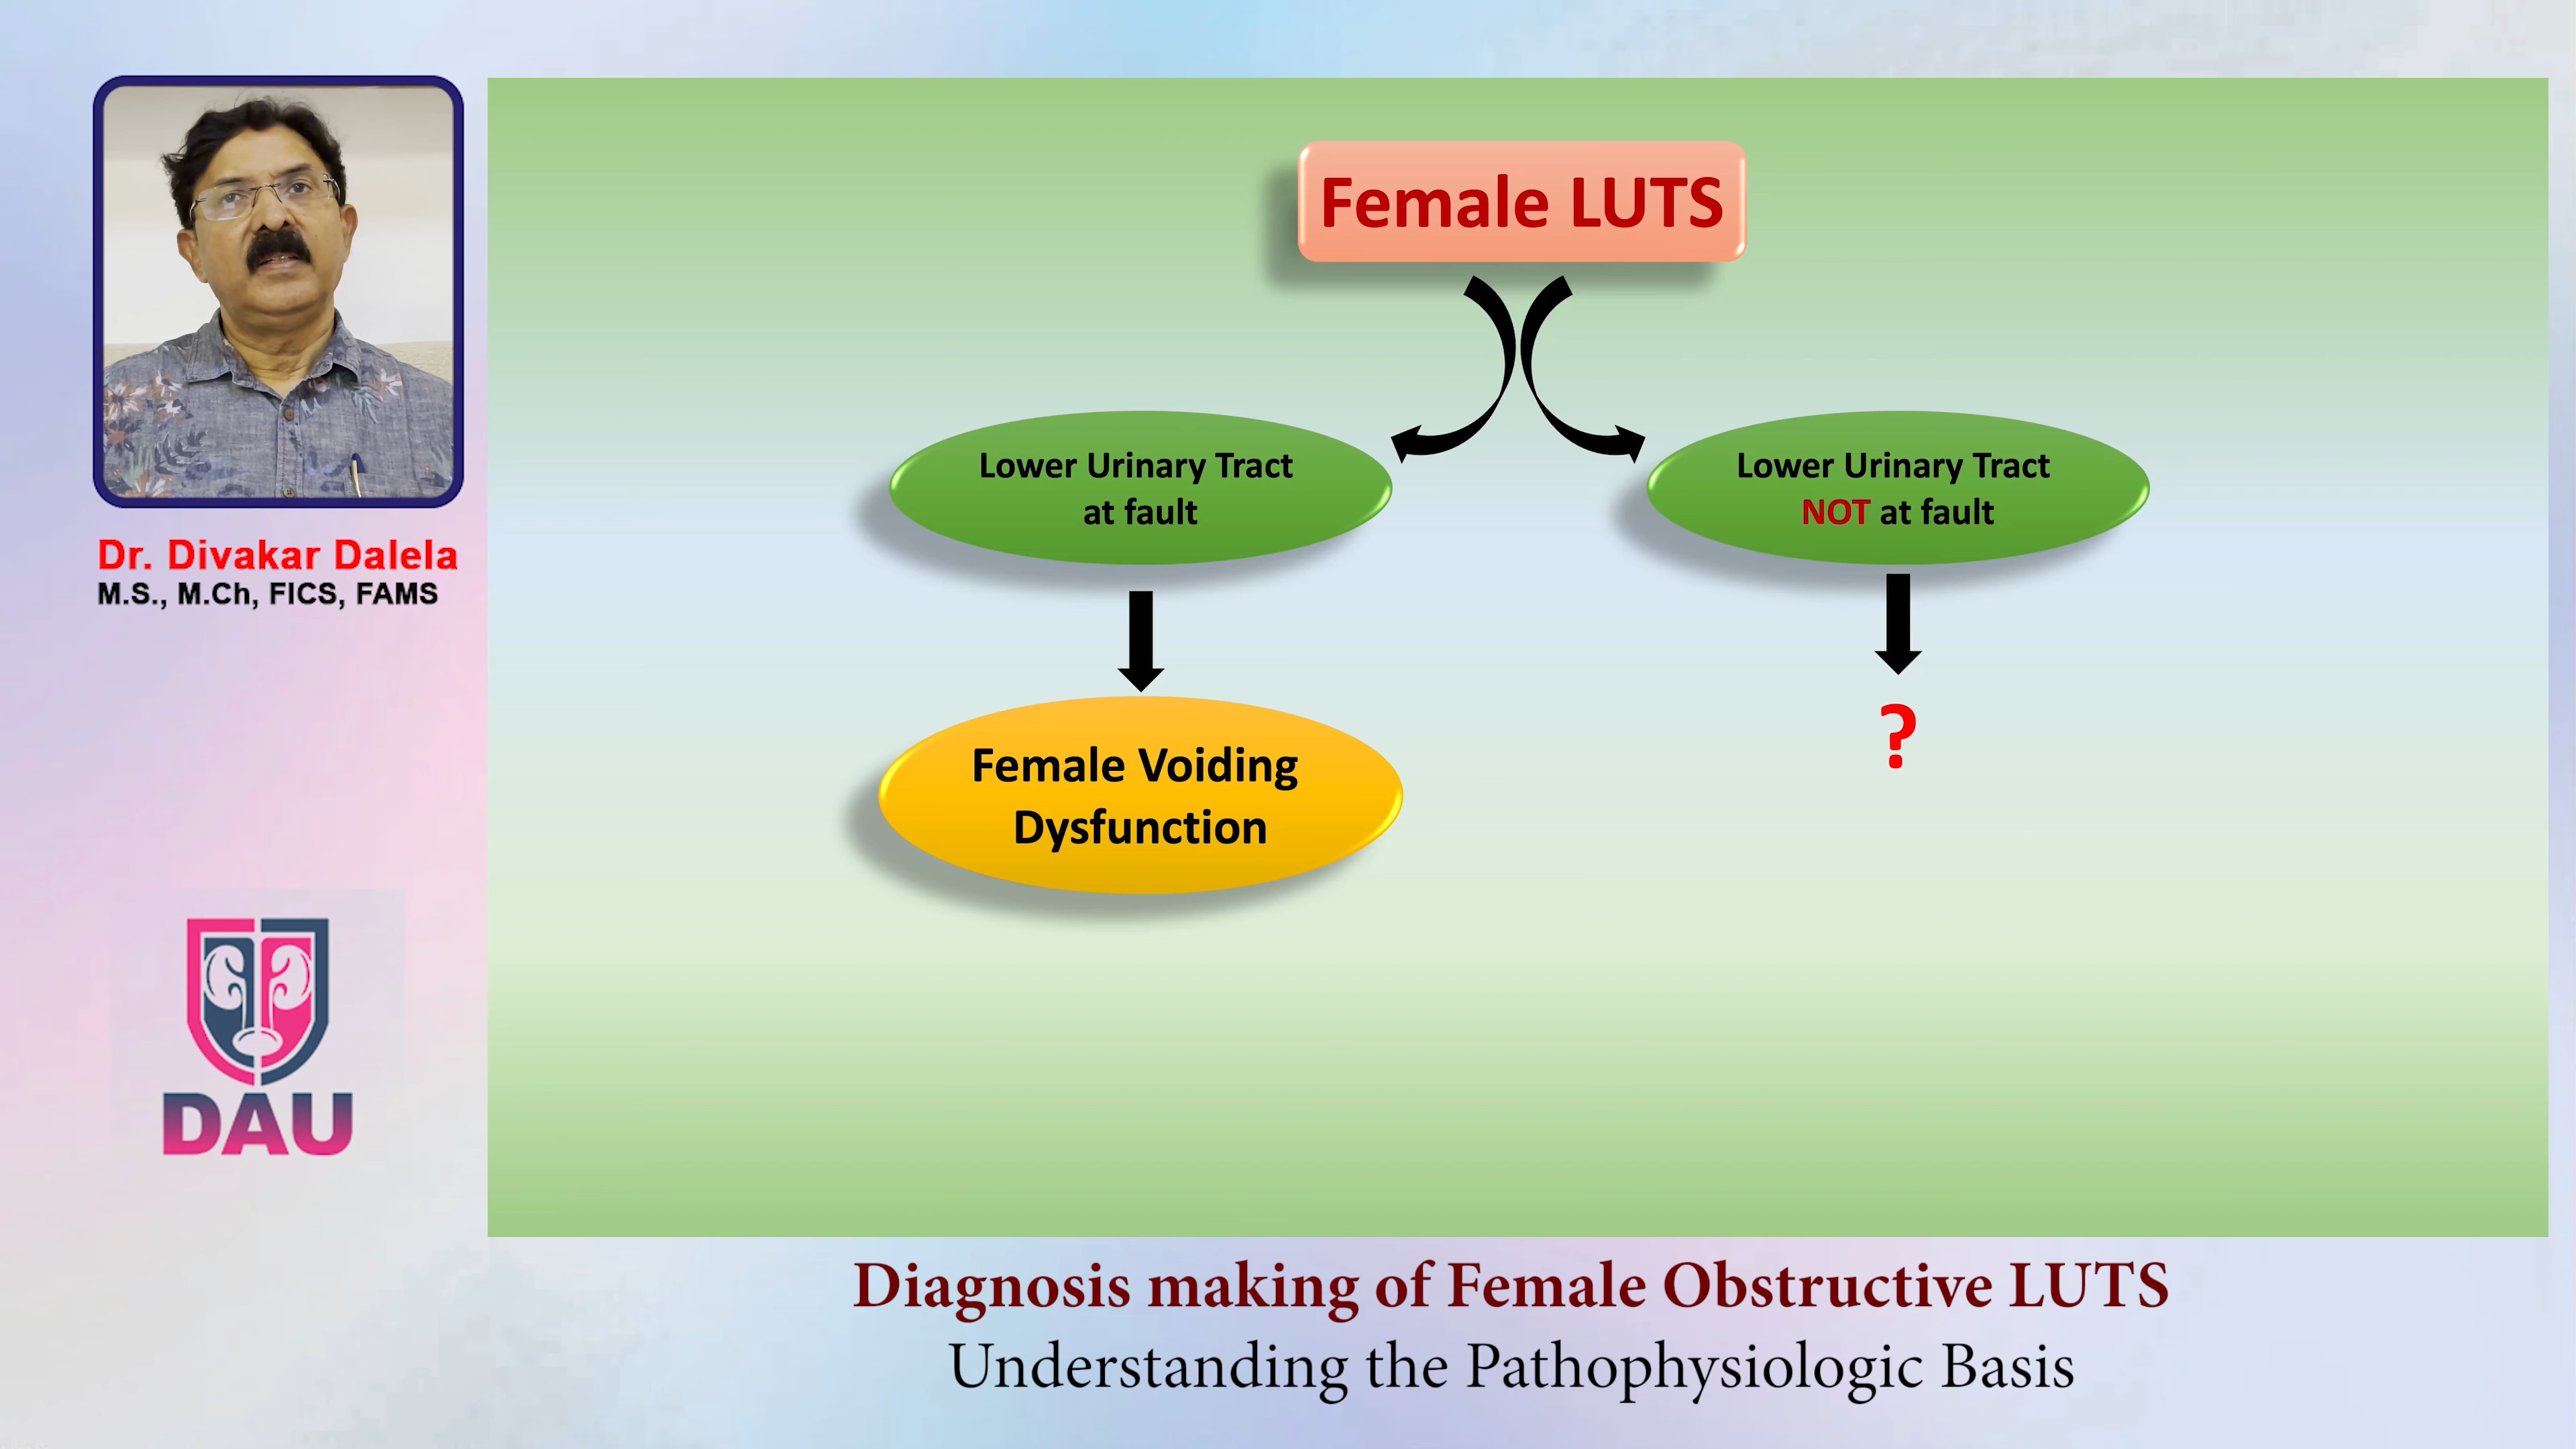 Female LUTS
Lower Urinary Tract
at fault
Lower Urinary Tract
NOT at fault
Female Voiding
Dysfunction
?
Dr. Divakar Dalela
M.S., M.Ch, FICS, FAMS
DAU
Diagnosis making of Female Obstructive LUTS
Understanding the Pathophysiologic Basis